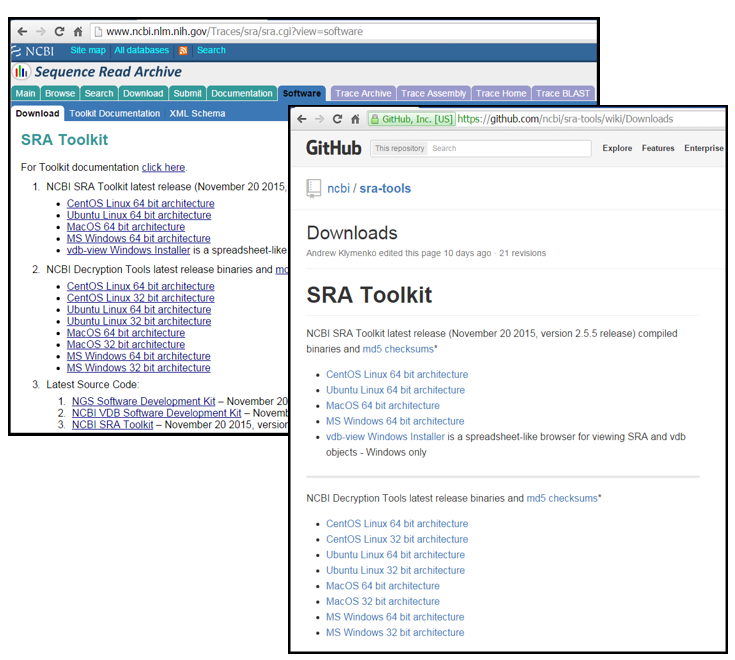 www.ncbi.nlm.nih.gov/Traces/sra/sra.cgi?view=software
NCBI Site map All databases Search
Sequence Read Archive
Main Browse Search Download Submit Documentation Software Trace Archive Trace Assembly Trace Home Trace BLAST
Download Toolkit Documentation XML Schema
SRA Toolkit
For Toolkit documentation click here.
1. NCBI SRA Toolkit latest release (November 20 2015,
• CentOS Linux 64 bit architecture
• Ubuntu Linux 64 bit architecture
• MacOS 64 bit architecture
• MS Windows 64 bit architecture
• vdb-view Windows Installer is a spreadsheet-like
2. NCBI Decryption Tools latest release binaries and md
• CentOS Linux 64 bit architecture
• CentOS Linux 32 bit architecture
• Ubuntu Linux 64 bit architecture
• Ubuntu Linux 32 bit architecture
• MacOS 64 bit architecture
• MacOS 32 bit architecture
• MS Windows 64 bit architecture
• MS Windows 32 bit architecture
3. Latest Source Code:
1. NGS Software Development Kit – November 20
2. NCBI VDB Software Development Kit – Novem
3. NCBI SRA Toolkit – November 20 2015, version
GitHub, Inc. [US] https://github.com/ncbi/sra-tools/wiki/Downloads
GitHub This repository Search Explore Features Enterprise
ncbi / sra-tools
Downloads
Andrew Klymenko edited this page 10 days ago · 21 revisions
SRA Toolkit
NCBI SRA Toolkit latest release (November 20 2015, version 2.5.5 release) compiled
binaries and md5 checksums*
• CentOS Linux 64 bit architecture
• Ubuntu Linux 64 bit architecture
• MacOS 64 bit architecture
• MS Windows 64 bit architecture
• vdb-view Windows Installer is a spreadsheet-like browser for viewing SRA and vdb
objects - Windows only
NCBI Decryption Tools latest release binaries and md5 checksums*
• CentOS Linux 64 bit architecture
• CentOS Linux 32 bit architecture
• Ubuntu Linux 64 bit architecture
• Ubuntu Linux 32 bit architecture
• MacOS 64 bit architecture
• MacOS 32 bit architecture
• MS Windows 64 bit architecture
• MS Windows 32 bit architecture